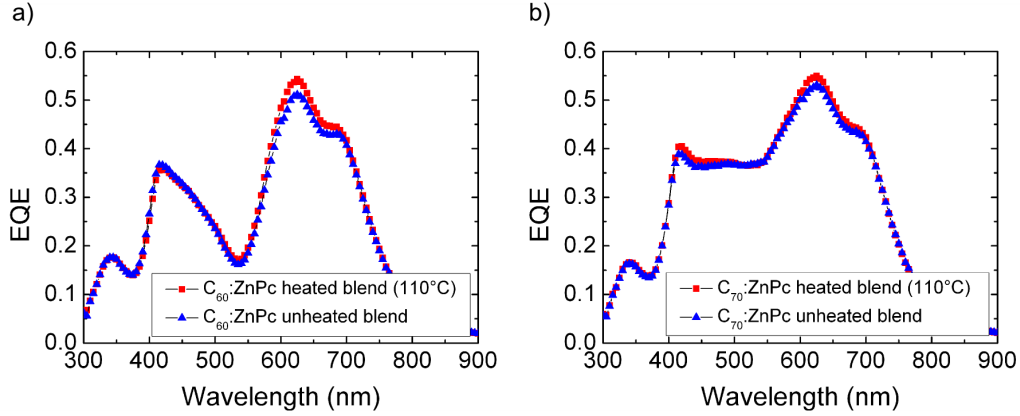 a)
b)
0.6
0.5
0.4
0.3
0.2
0.1
0.0
EQE
C60:ZnPc heated blend (110°C)
C60:ZnPc unheated blend
300 400 500 600 700 800 900
Wavelength (nm)
0.6
0.5
0.4
0.3
0.2
0.1
0.0
EQE
C70:ZnPc heated blend (110°C)
C70:ZnPc unheated blend
300 400 500 600 700 800 900
Wavelength (nm)